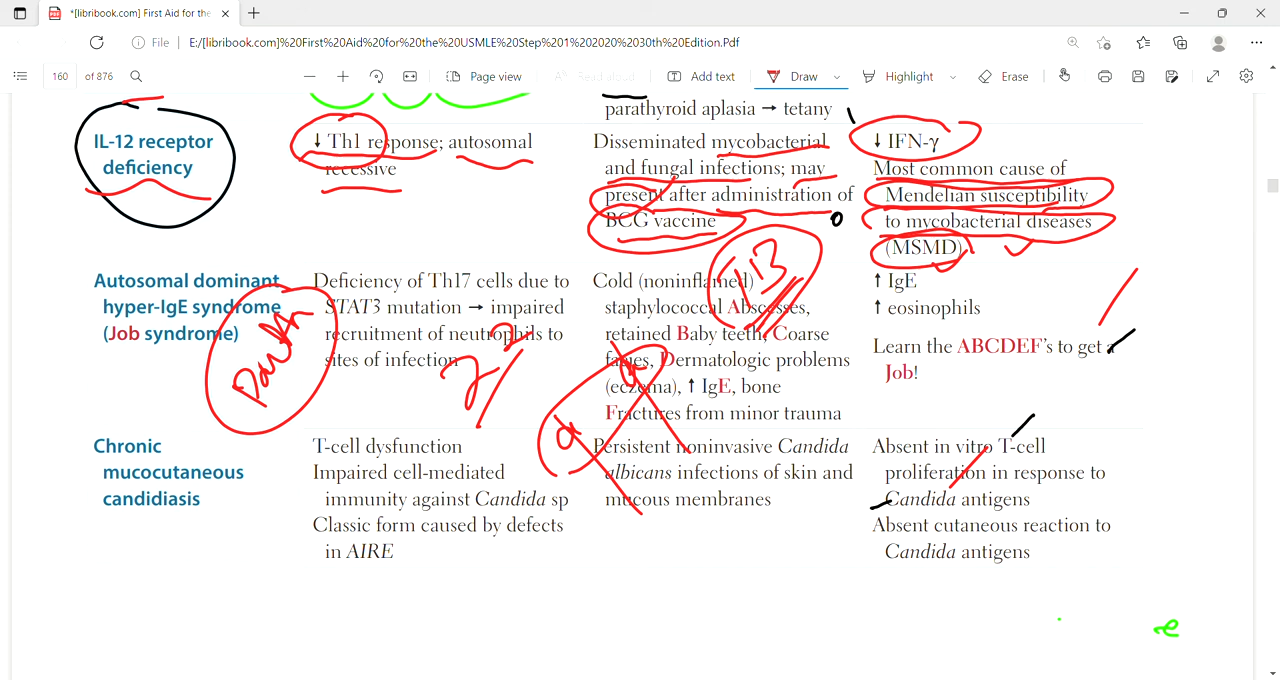 *[libribook.com] First Aid for the
File E:/[libribook.com]%20First%20Aid%20for%20the%20USMLE%20Step%201%202020%2030th%20Edition.Pdf
160 of 876 Page view Read aloud Add text Draw Highlight Erase
parathyroid aplasia → tetany
IL-12 receptor
deficiency
↓ Th1 response; autosomal
recessive
Disseminated mycobacterial
and fungal infections; may
present after administration of
BCG vaccine
↓ IFN-γ
Most common cause of
Mendelian susceptibility
to mycobacterial diseases
(MSMD)
Autosomal dominant
hyper-IgE syndrome
(Job syndrome)
Deficiency of Th17 cells due to
STAT3 mutation → impaired
recruitment of neutrophils to
sites of infection
Cold (noninflamed)
staphylococcal Abscesses,
retained Baby teeth, Coarse
facies, Dermatologic problems
(eczema), ↑ IgE, bone
Fractures from minor trauma
↑ IgE
↑ eosinophils
Learn the ABCDEF's to get a
Job!
Chronic
mucocutaneous
candidiasis
T-cell dysfunction
Impaired cell-mediated
immunity against Candida sp
Classic form caused by defects
in AIRE
Persistent noninvasive Candida
albicans infections of skin and
mucous membranes
Absent in vitro T-cell
proliferation in response to
Candida antigens
Absent cutaneous reaction to
Candida antigens